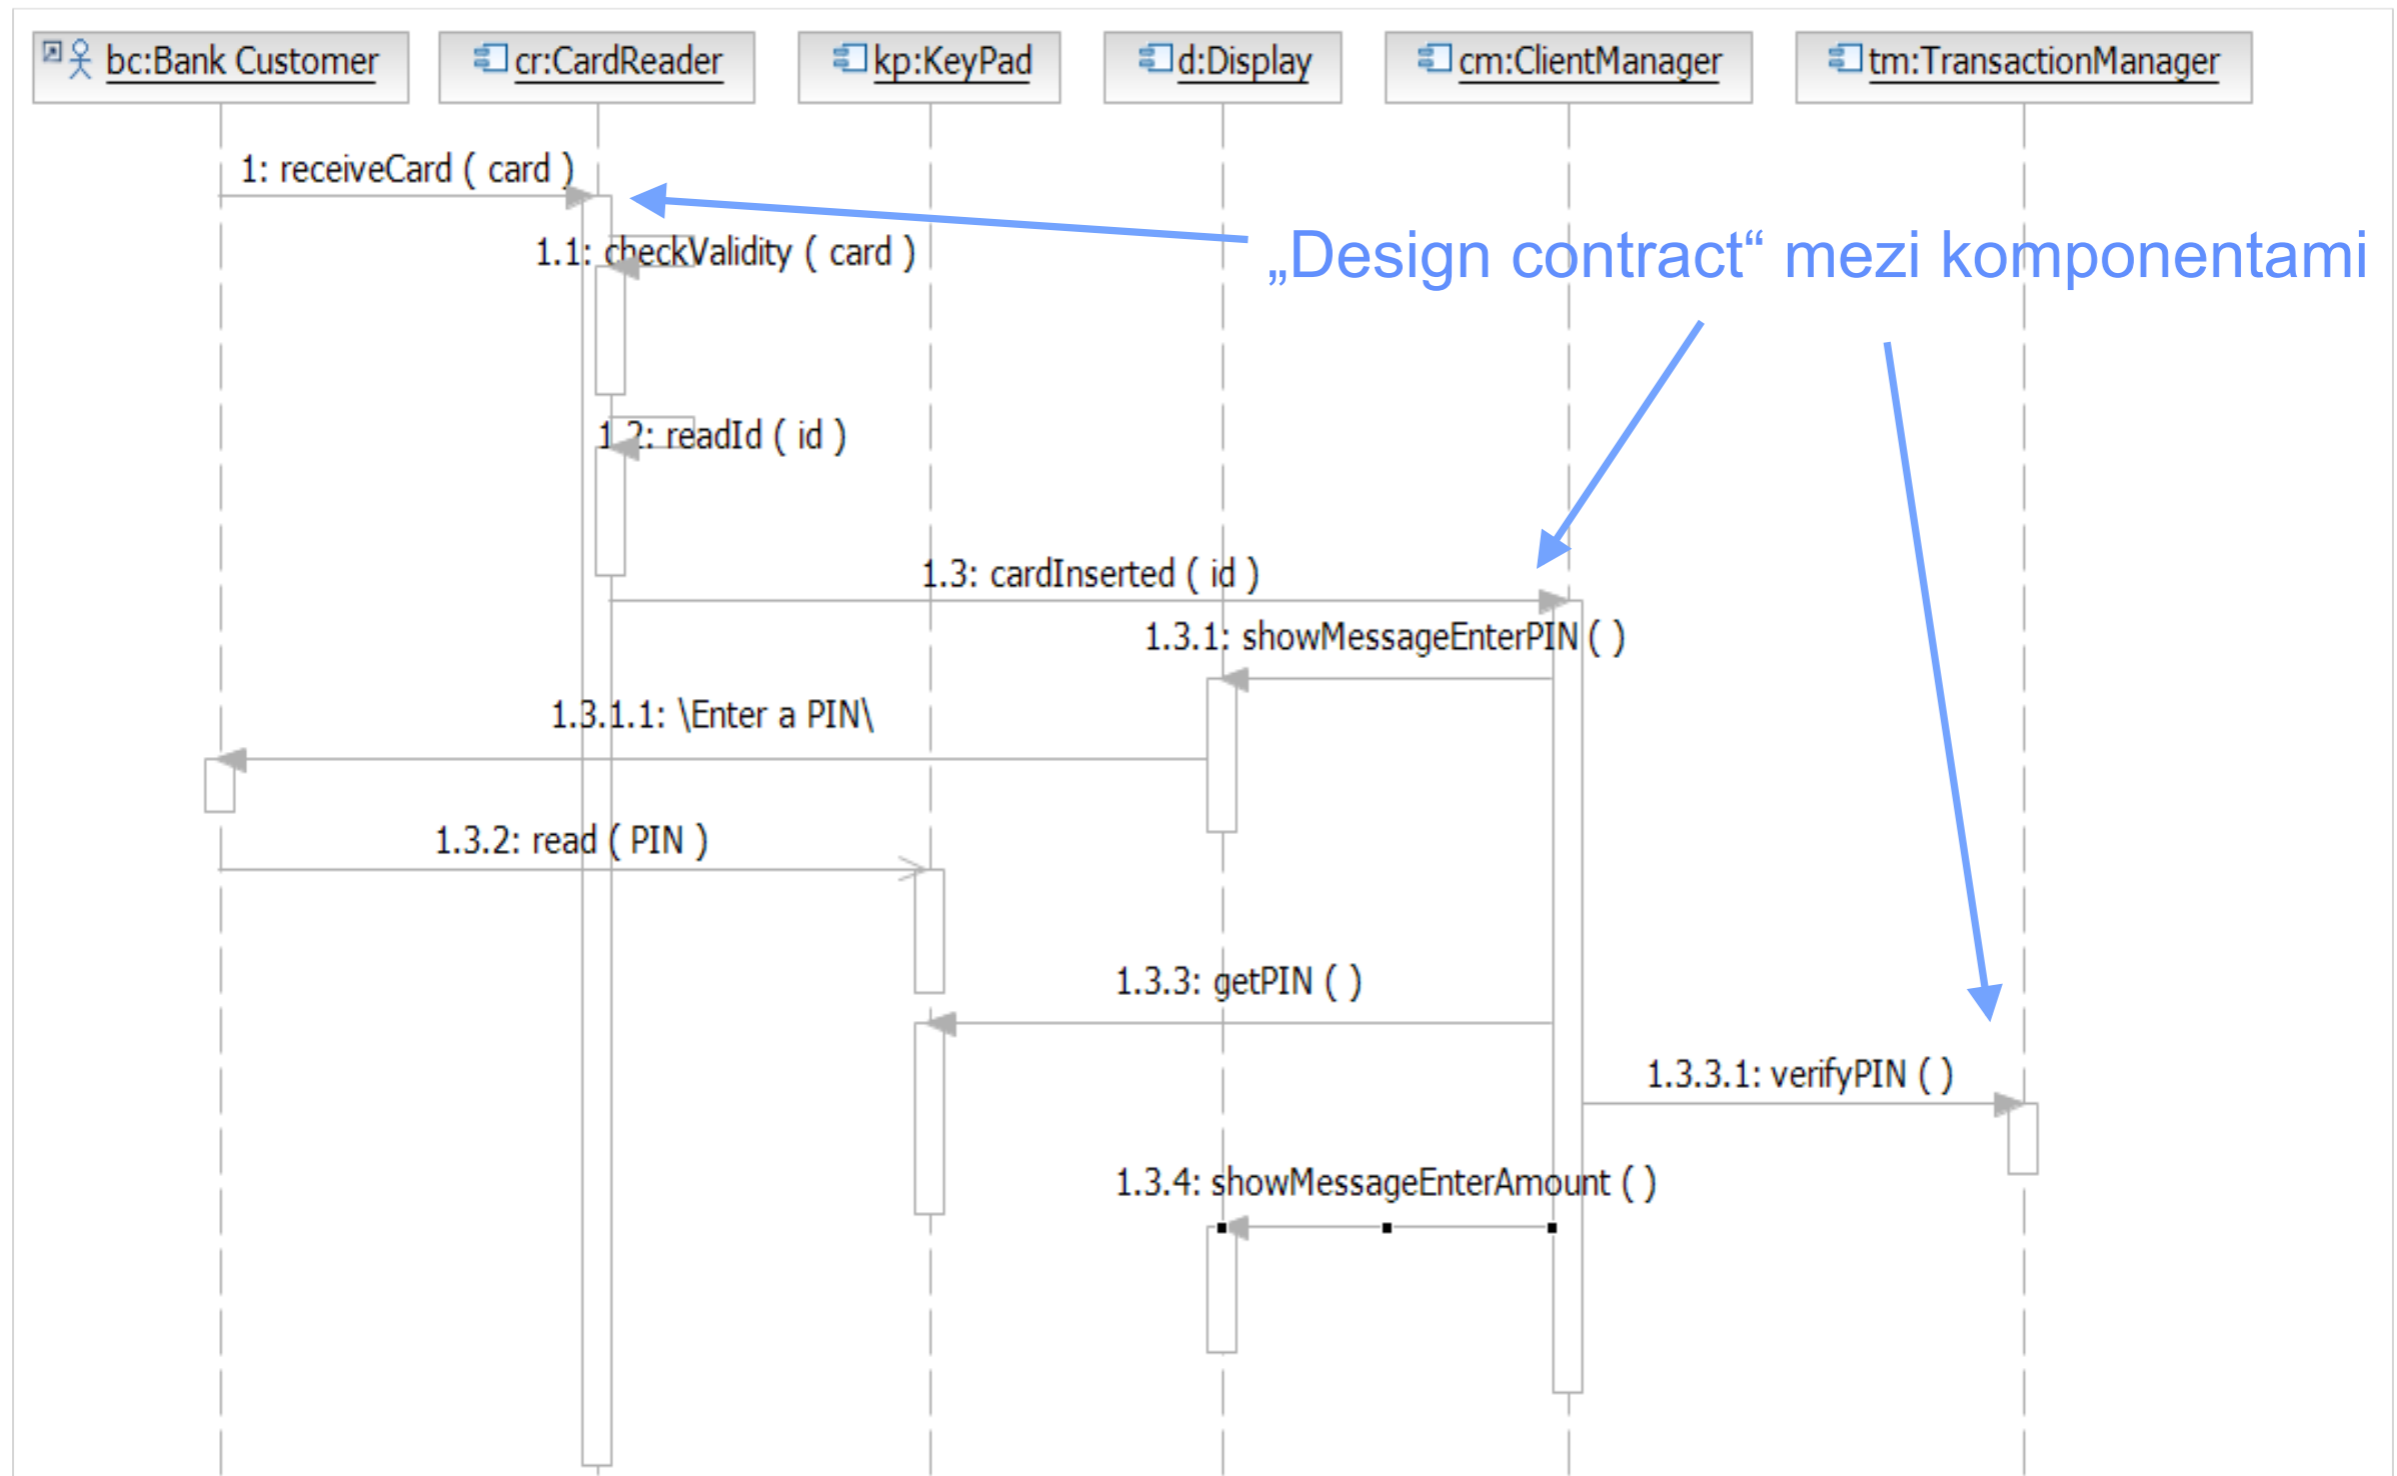 bc:Bank Customer
cr:CardReader
kp:KeyPad
d:Display
cm:ClientManager
tm:TransactionManager
1: receiveCard ( card )
„Design contract“ mezi komponentami
1.1: checkValidity ( card )
1.2: readId ( id )
1.3: cardInserted ( id )
1.3.1: showMessageEnterPIN ( )
1.3.1.1: \Enter a PIN\
1.3.2: read ( PIN )
1.3.3: getPIN ( )
1.3.3.1: verifyPIN ( )
1.3.4: showMessageEnterAmount ( )